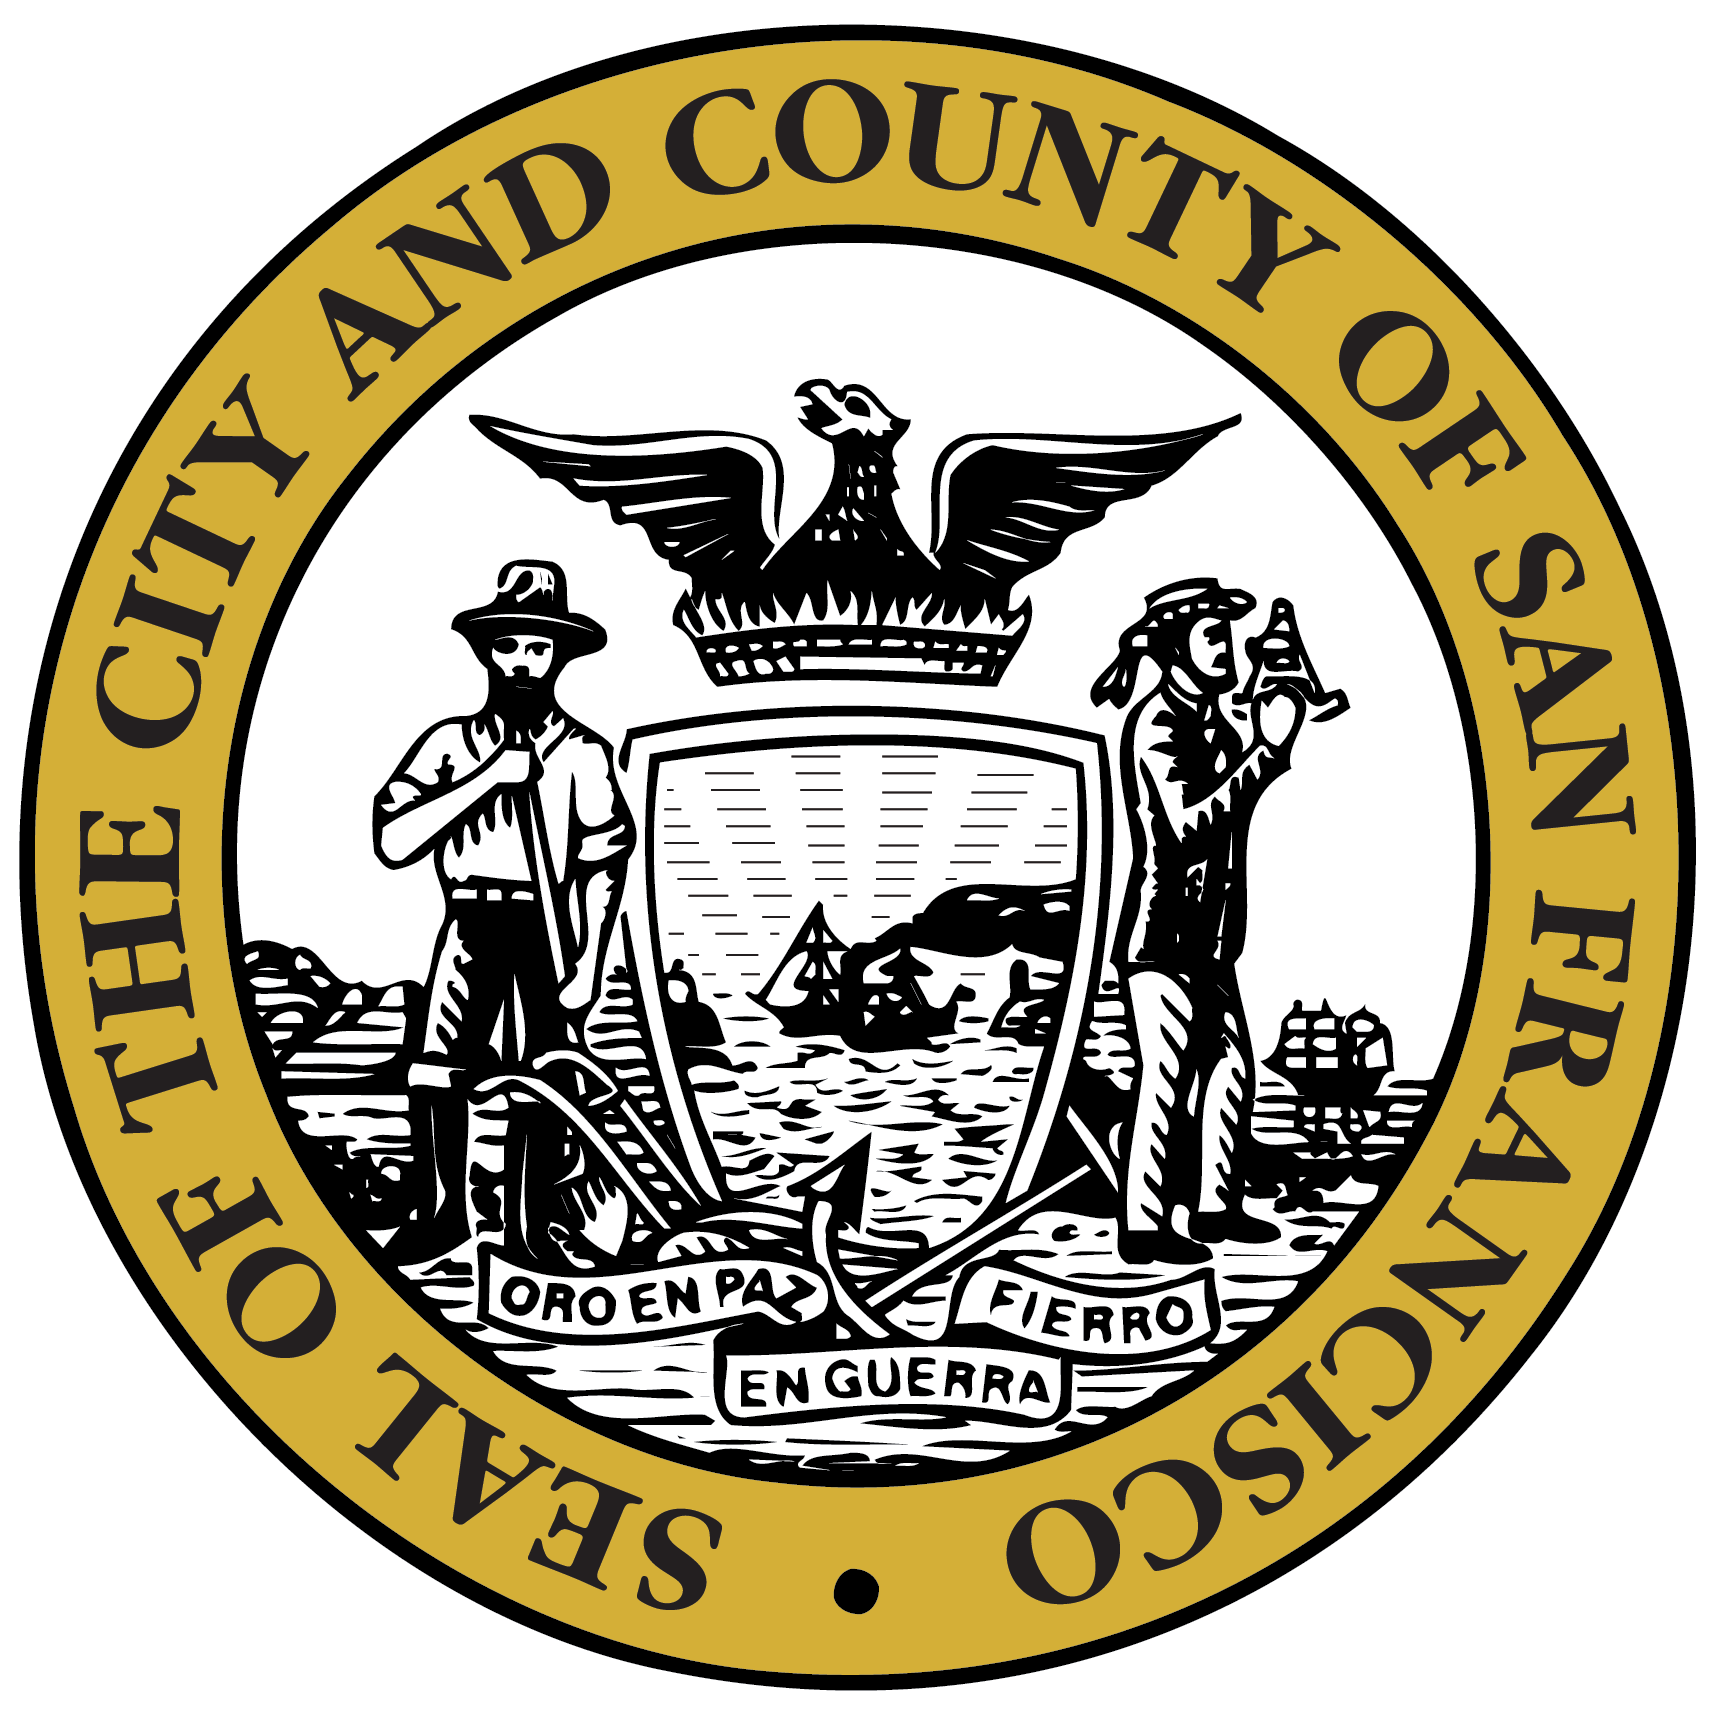 SEAL OF THE CITY AND COUNTY OF SAN FRANCISCO
ORO EN PAZ
FIERRO
EN GUERRA